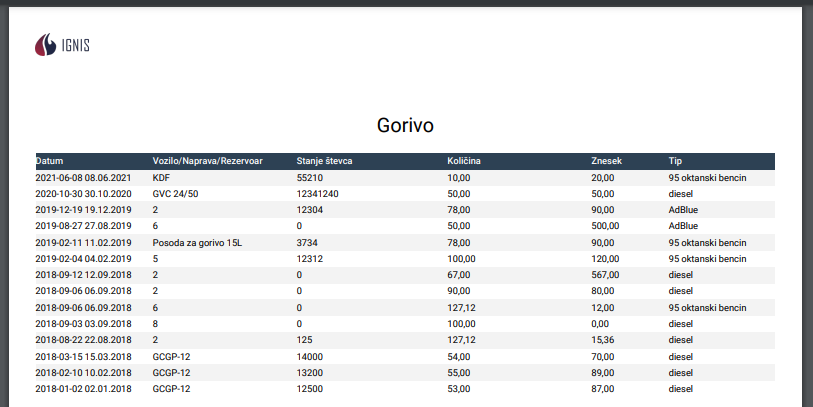 IGNIS
Gorivo
Datum Vozilo/Naprava/Rezervoar Stanje števca Količina Znesek Tip
2021-06-08 08.06.2021 KDF 55210 10,00 20,00 95 oktanski bencin
2020-10-30 30.10.2020 GVC 24/50 12341240 50,00 50,00 diesel
2019-12-19 19.12.2019 2 12304 78,00 90,00 AdBlue
2019-08-27 27.08.2019 6 0 50,00 500,00 AdBlue
2019-02-11 11.02.2019 Posoda za gorivo 15L 3734 78,00 90,00 95 oktanski bencin
2019-02-04 04.02.2019 5 12312 100,00 120,00 95 oktanski bencin
2018-09-12 12.09.2018 2 0 67,00 567,00 diesel
2018-09-06 06.09.2018 2 0 90,00 80,00 diesel
2018-09-06 06.09.2018 6 0 127,12 12,00 95 oktanski bencin
2018-09-03 03.09.2018 8 0 100,00 0,00 diesel
2018-08-22 22.08.2018 2 125 127,12 15,36 diesel
2018-03-15 15.03.2018 GCGP-12 14000 54,00 70,00 diesel
2018-02-10 10.02.2018 GCGP-12 13200 55,00 89,00 diesel
2018-01-02 02.01.2018 GCGP-12 12500 53,00 87,00 diesel